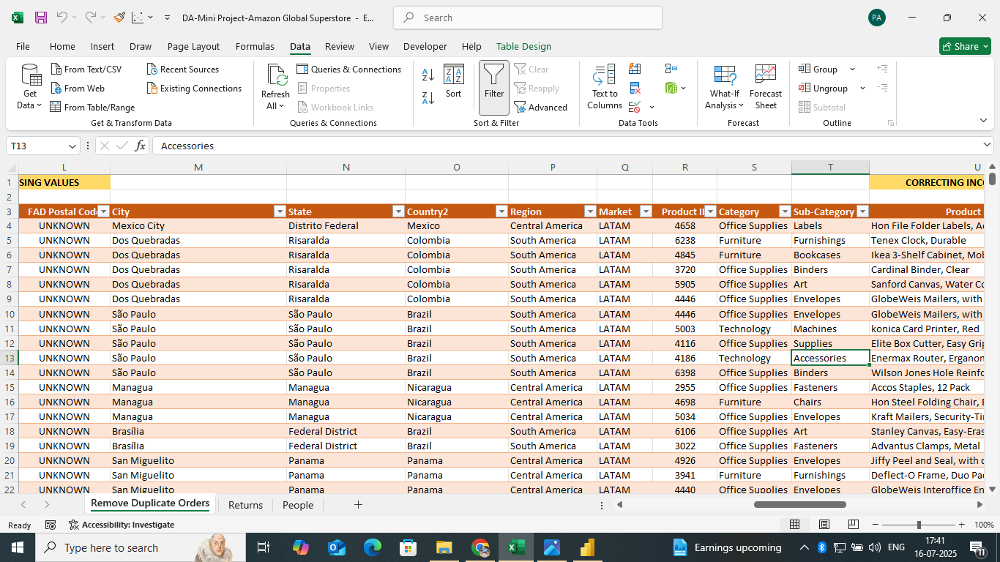 DA-Mini Project-Amazon Global Superstore - E...
Search
PA
File Home Insert Draw Page Layout Formulas Data Review View Developer Help Table Design
Share
Get Data
From Text/CSV
From Web
From Table/Range
Recent Sources
Existing Connections
Get & Transform Data
Refresh All
Queries & Connections
Properties
Workbook Links
Queries & Connections
Sort
Filter
Clear
Reapply
Advanced
Sort & Filter
Text to Columns
Data Tools
What-If Analysis
Forecast Sheet
Forecast
Group
Ungroup
Subtotal
Outline
T13 fx Accessories
L M N O P Q R S T U
1 SING VALUES CORRECTING INC
2
3 FAD Postal Cod City State Country2 Region Market Product I Category Sub-Category Product
4 UNKNOWN Mexico City Distrito Federal Mexico Central America LATAM 4658 Office Supplies Labels Hon File Folder Labels, A
5 UNKNOWN Dos Quebradas Risaralda Colombia South America LATAM 6238 Furniture Furnishings Tenex Clock, Durable
6 UNKNOWN Dos Quebradas Risaralda Colombia South America LATAM 4845 Furniture Bookcases Ikea 3-Shelf Cabinet, Mob
7 UNKNOWN Dos Quebradas Risaralda Colombia South America LATAM 3720 Office Supplies Binders Cardinal Binder, Clear
8 UNKNOWN Dos Quebradas Risaralda Colombia South America LATAM 5905 Office Supplies Art Sanford Canvas, Water Co
9 UNKNOWN Dos Quebradas Risaralda Colombia South America LATAM 4446 Office Supplies Envelopes GlobeWeis Mailers, with
10 UNKNOWN São Paulo São Paulo Brazil South America LATAM 4446 Office Supplies Envelopes GlobeWeis Mailers, with
11 UNKNOWN São Paulo São Paulo Brazil South America LATAM 5003 Technology Machines konica Card Printer, Red
12 UNKNOWN São Paulo São Paulo Brazil South America LATAM 4116 Office Supplies Supplies Elite Box Cutter, Easy Grip
13 UNKNOWN São Paulo São Paulo Brazil South America LATAM 4186 Technology Accessories Enermax Router, Erganon
14 UNKNOWN São Paulo São Paulo Brazil South America LATAM 6398 Office Supplies Binders Wilson Jones Hole Reinfo
15 UNKNOWN Managua Managua Nicaragua Central America LATAM 2955 Office Supplies Fasteners Accos Staples, 12 Pack
16 UNKNOWN Managua Managua Nicaragua Central America LATAM 4698 Furniture Chairs Hon Steel Folding Chair,
17 UNKNOWN Managua Managua Nicaragua Central America LATAM 5034 Office Supplies Envelopes Kraft Mailers, Security-Ti
18 UNKNOWN Brasília Federal District Brazil South America LATAM 6106 Office Supplies Art Stanley Canvas, Easy-Eras
19 UNKNOWN Brasília Federal District Brazil South America LATAM 3022 Office Supplies Fasteners Advantus Clamps, Metal
20 UNKNOWN San Miguelito Panama Panama Central America LATAM 4926 Office Supplies Envelopes Jiffy Peel and Seal, with
21 UNKNOWN San Miguelito Panama Panama Central America LATAM 3941 Furniture Furnishings Deflect-O Frame, Duo Pa
22 UNKNOWN San Miguelito Panama Panama Central America LATAM 4440 Office Supplies Envelopes GlobeWeis Interoffice En
Remove Duplicate Orders Returns People
Ready Accessibility: Investigate 100%
Type here to search
Earnings upcoming
ENG
17:41
16-07-2025
11